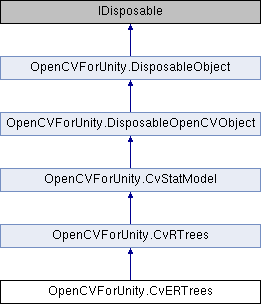 IDisposable
OpenCVForUnity.DisposableObject
OpenCVForUnity.DisposableOpenCVObject
OpenCVForUnity.CvStatModel
OpenCVForUnity.CvRTrees
OpenCVForUnity.CvERTrees